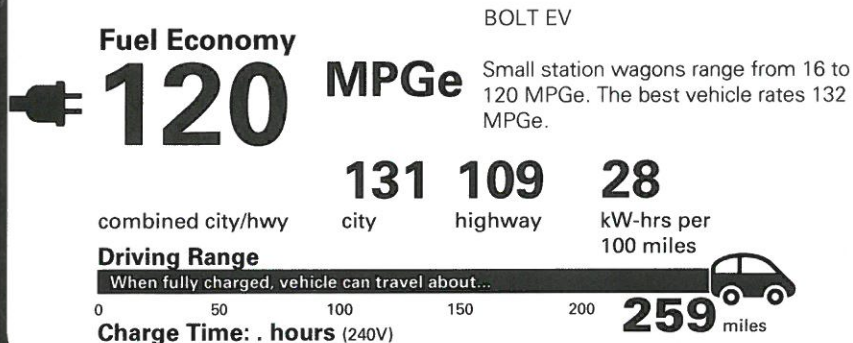 BOLT EV
Fuel Economy
120 MPGe
Small station wagons range from 16 to
120 MPGe. The best vehicle rates 132
MPGe.
131 109 28
combined city/hwy city highway kW-hrs per
100 miles
Driving Range
When fully charged, vehicle can travel about...
0 50 100 150 200 259 miles
Charge Time: . hours (240V)